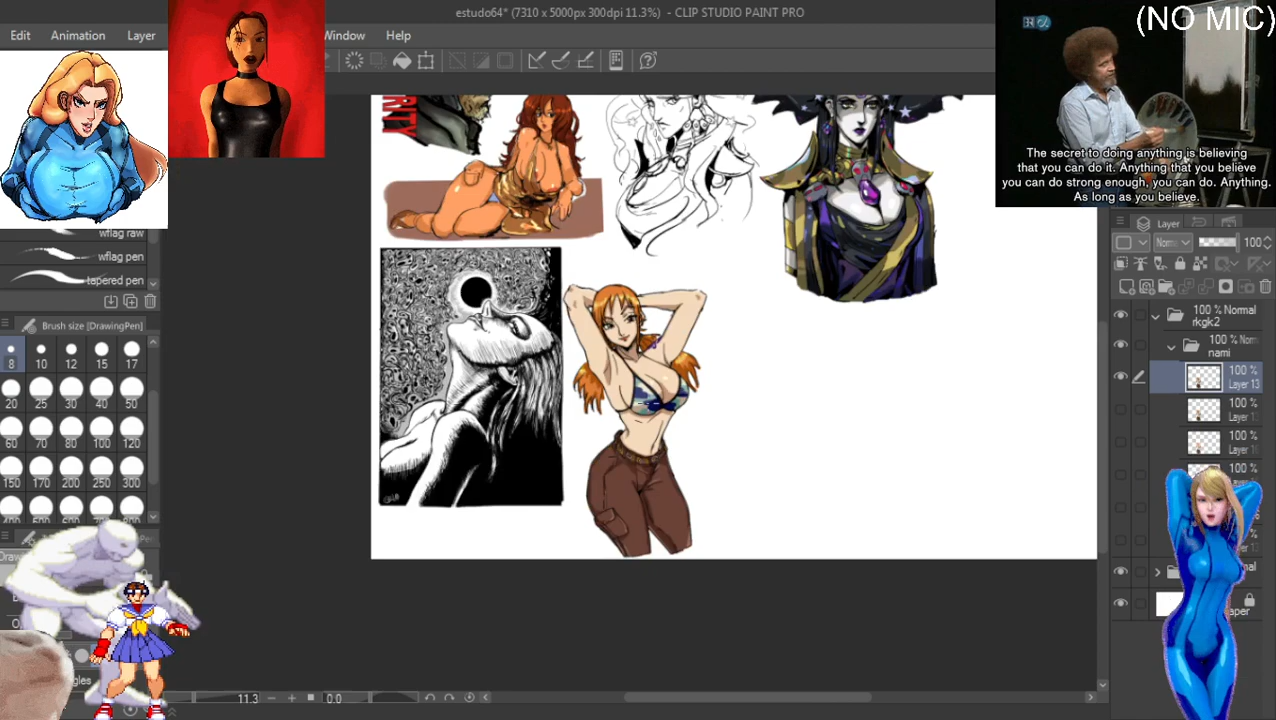 estudo64* (7310 x 5000px 300dpi 11.3%) - CLIP STUDIO PAINT PRO
(NO MIC)
Edit Animation Layer Window Help
The secret to doing anything is believing
that you can do it. Anything that you believe
you can do strong enough, you can do. Anything.
As long as you believe.
wflag raw
wflag pen
tapered pen
Brush size [DrawingPen]
8 10 12 15 17
20 25 30 40 50
60 70 80 100 120
150 170 200 250 300
Layer
100
100 % Normal
rkgk2
100 %
nami
100 %
Layer 13
100 %
100 %
100 %
11.3 0.0